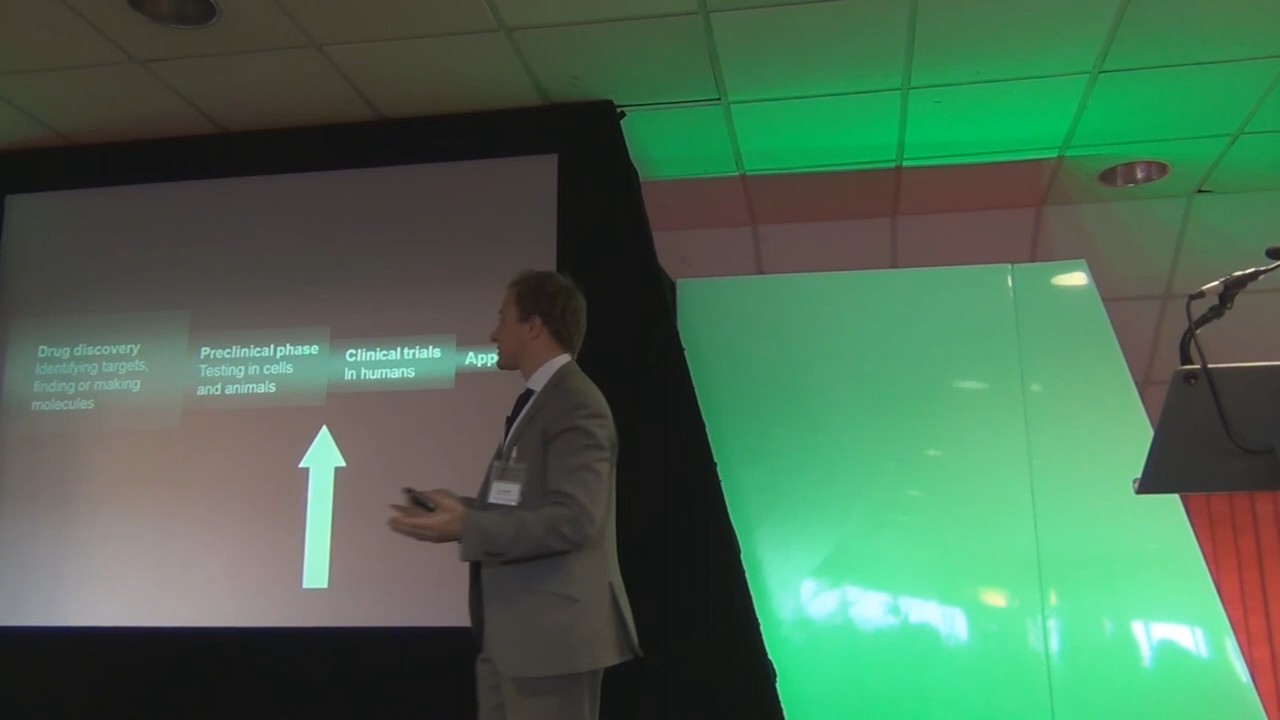 Drug discovery
Identifying targets,
finding or making
molecules
Preclinical phase
Testing in cells
and animals
Clinical trials
In humans
App